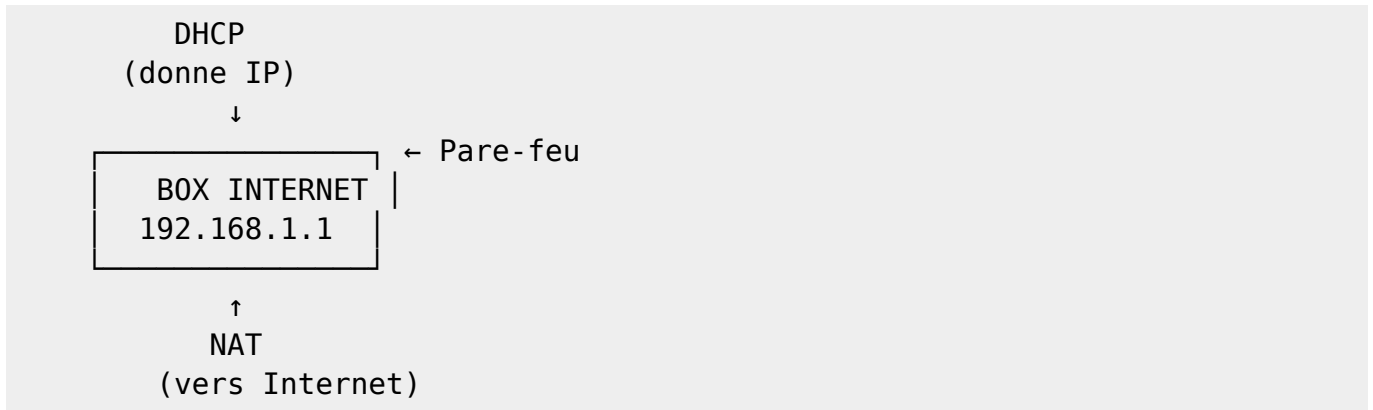 DHCP
(donne IP)
↓
← Pare-feu
BOX INTERNET
192.168.1.1
↑
NAT
(vers Internet)